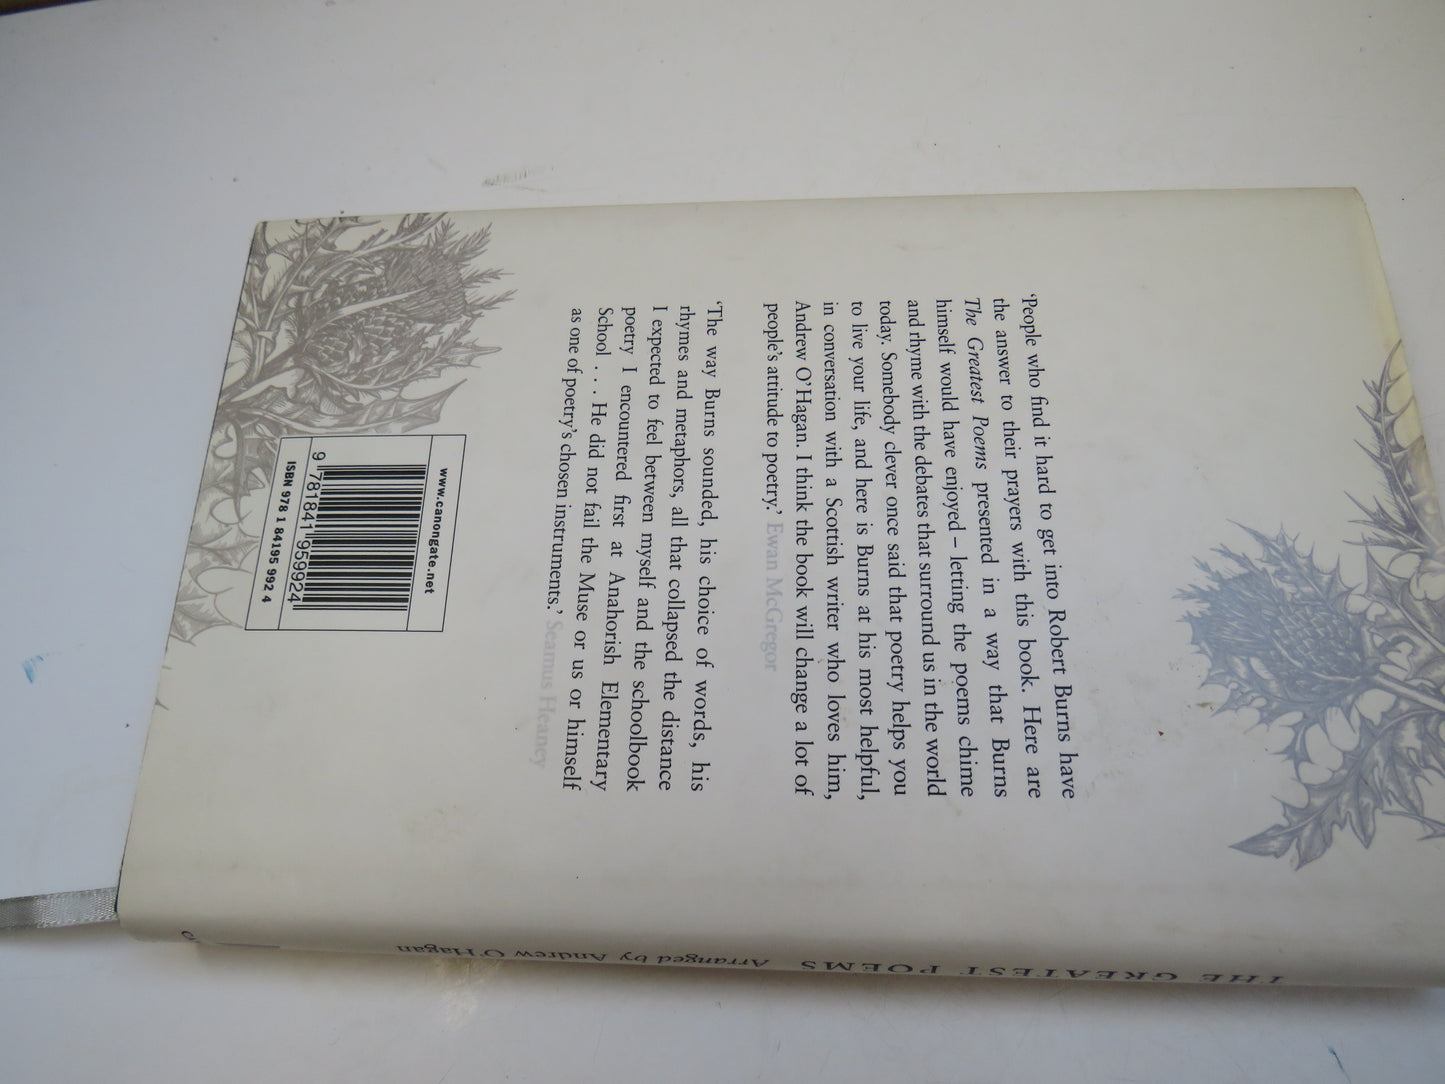 ‘People who find it hard to get into Robert Burns have
the answer to their prayers with this book. Here are
The Greatest Poems presented in a way that Burns
himself would have enjoyed – letting the poems chime
and rhyme with the debates that surround us in the world
today. Somebody clever once said that poetry helps you
to live your life, and here is Burns at his most helpful,
in conversation with a Scottish writer who loves him,
Andrew O’Hagan. I think the book will change a lot of
people’s attitude to poetry.’ Ewan McGregor
‘The way Burns sounded, his choice of words, his
rhymes and metaphors, all that collapsed the distance
I expected to feel between myself and the schoolbook
poetry I encountered first at Anahorish Elementary
School . . . He did not fail the Muse or us or himself
as one of poetry’s chosen instruments.’ Seamus Heaney
www.canongate.net
9 781841 959924
ISBN 978 1 84195 992 4
THE GREATEST POEMS Arranged by Andrew O'Hagan